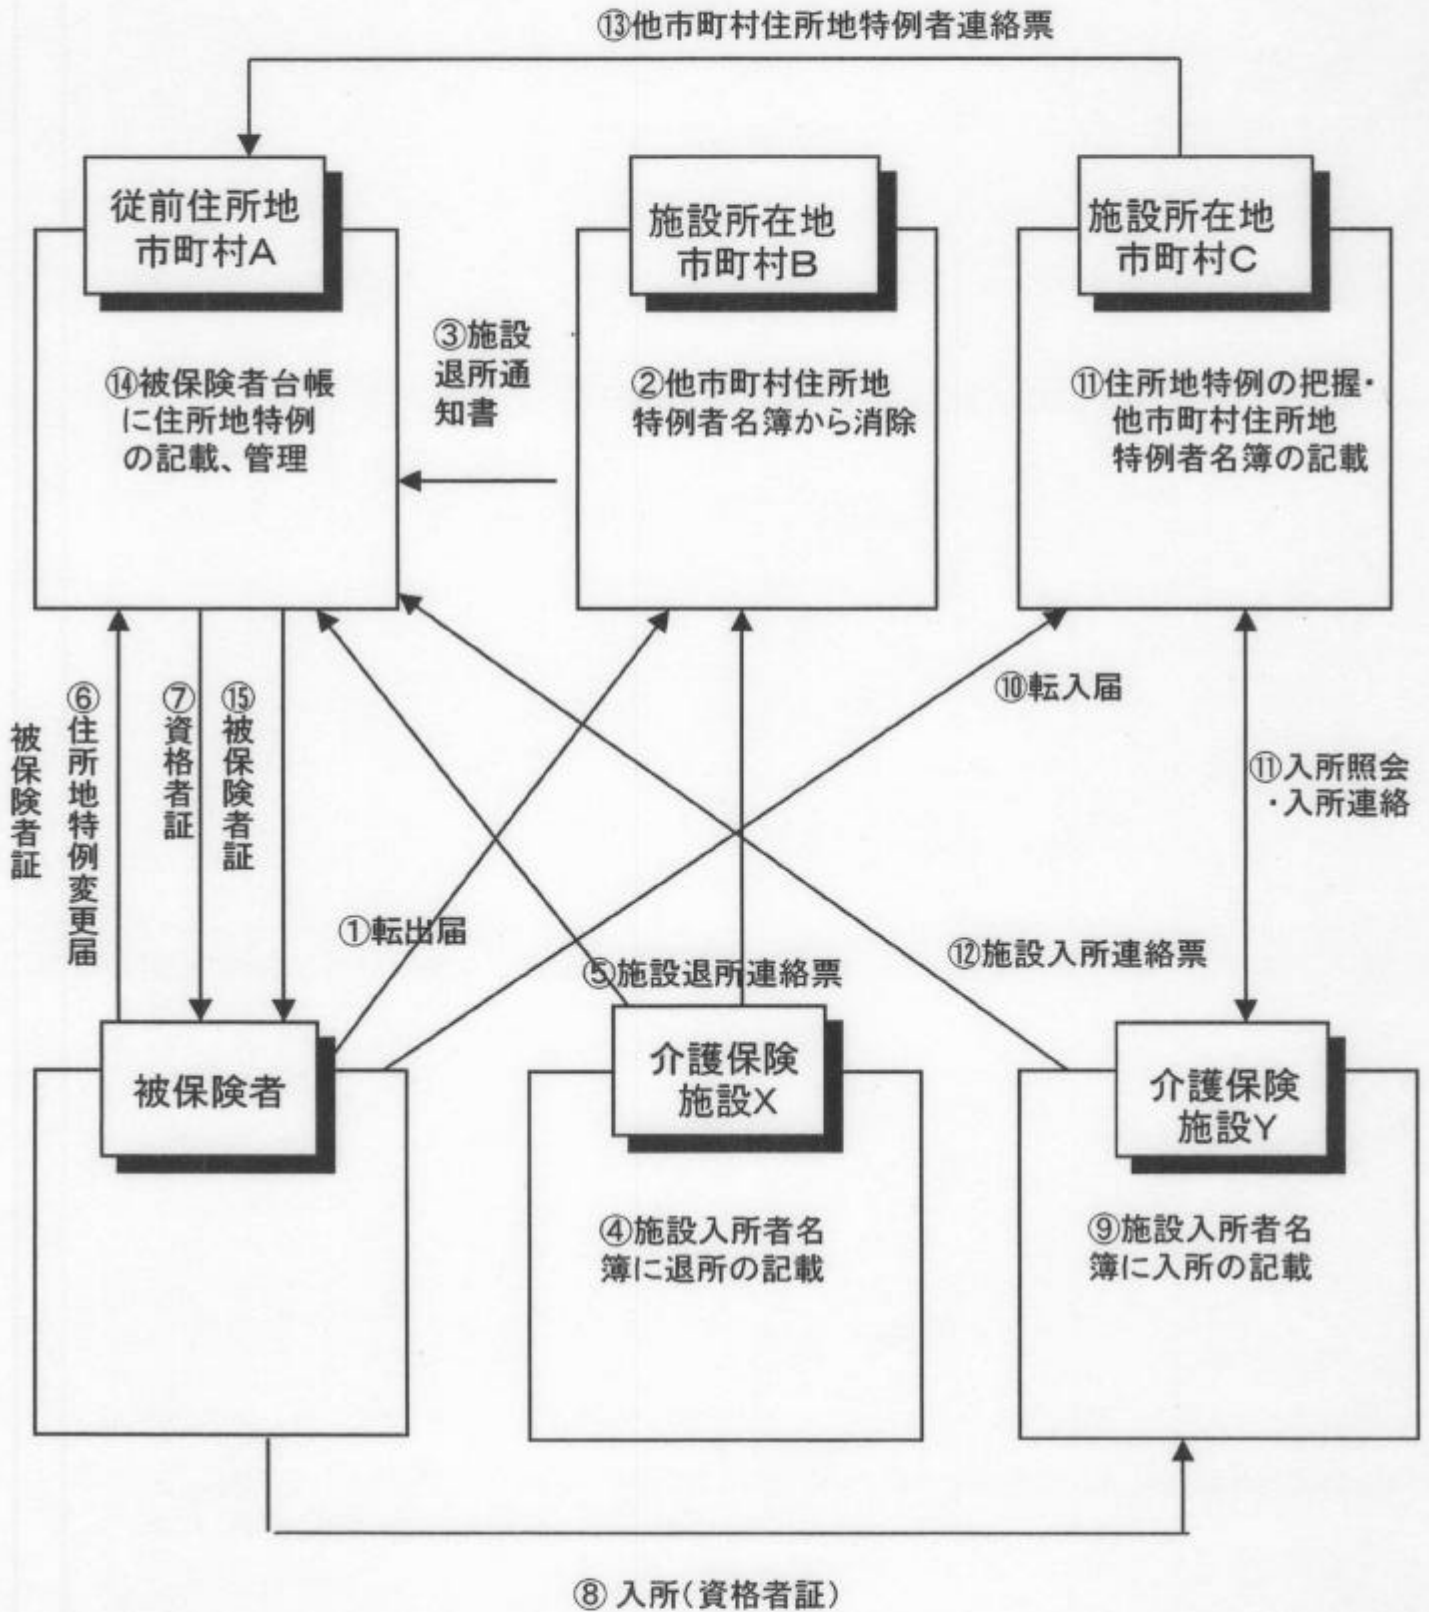 ⑬他市町村住所地特例者連絡票
従前住所地
市町村A
施設所在地
市町村B
施設所在地
市町村C
⑭被保険者台帳
に住所地特例
の記載、管理
③施設
退所通
知書
②他市町村住所地
特例者名簿から消除
⑪住所地特例の把握・
他市町村住所地
特例者名簿の記載
被保険者証
⑥住所地特例変更届
⑦資格者証
⑮被保険者証
⑩転入届
⑪入所照会
・入所連絡
①転出届
⑤施設退所連絡票
⑫施設入所連絡票
被保険者
介護保険
施設X
介護保険
施設Y
④施設入所者名
簿に退所の記載
⑨施設入所者名
簿に入所の記載
⑧ 入所(資格者証)